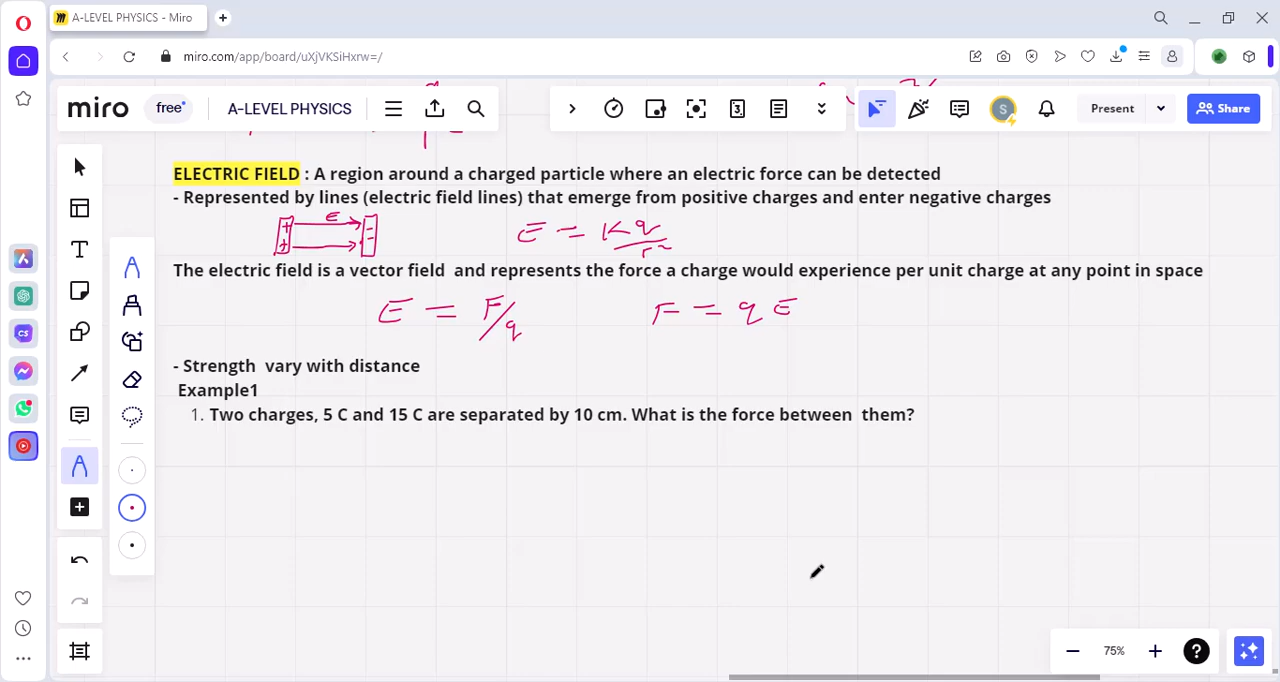 A-LEVEL PHYSICS - Miro
miro.com/app/board/uXjVKSiHxrw=/
miro free A-LEVEL PHYSICS Present Share
ELECTRIC FIELD : A region around a charged particle where an electric force can be detected
- Represented by lines (electric field lines) that emerge from positive charges and enter negative charges
+ E -
+ -
E = Kq/r²
The electric field is a vector field and represents the force a charge would experience per unit charge at any point in space
E = F/q F = qE
- Strength vary with distance
Example1
1. Two charges, 5 C and 15 C are separated by 10 cm. What is the force between them?
75%